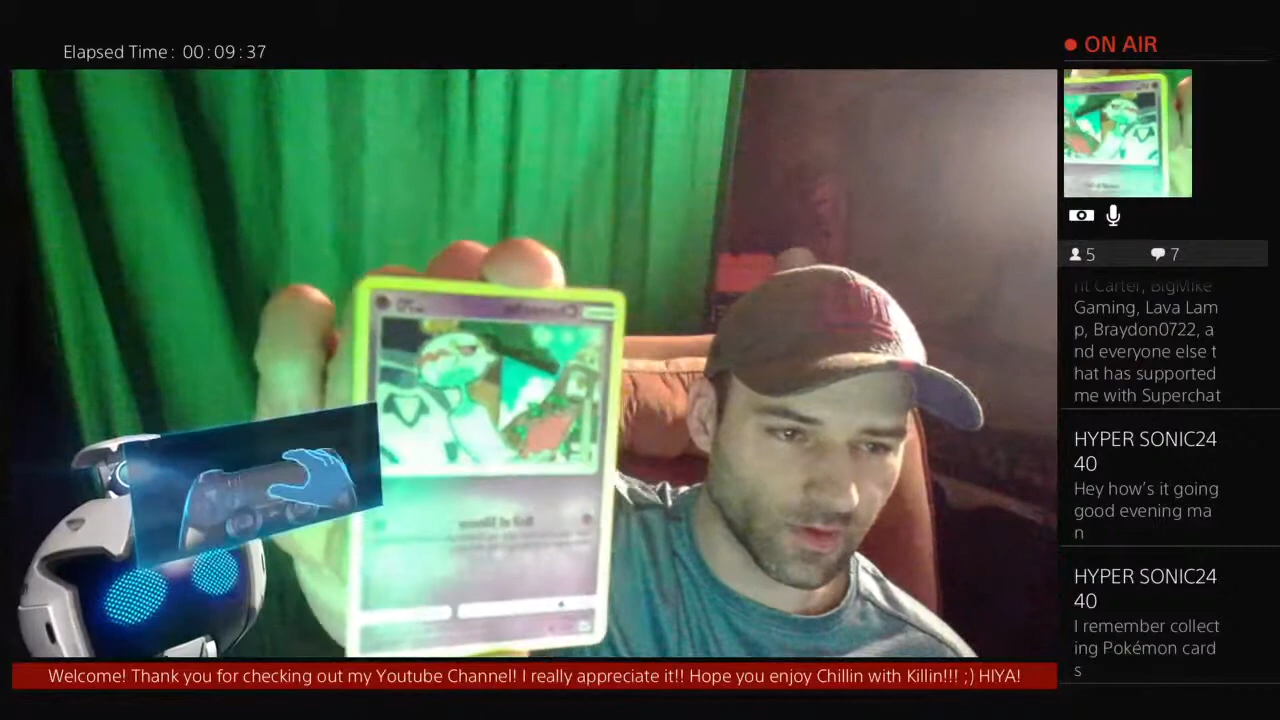 Elapsed Time: 00:09:37
ON AIR
5 7
nt Carter, BigMike
Gaming, Lava Lam
p, Braydon0722, a
nd everyone else t
hat has supported
me with Superchat
HYPER SONIC24
40
Hey how's it going
good evening ma
n
HYPER SONIC24
40
I remember collect
ing Pokémon card
s
Welcome! Thank you for checking out my Youtube Channel! I really appreciate it!! Hope you enjoy Chillin with Killin!!! ;) HIYA!